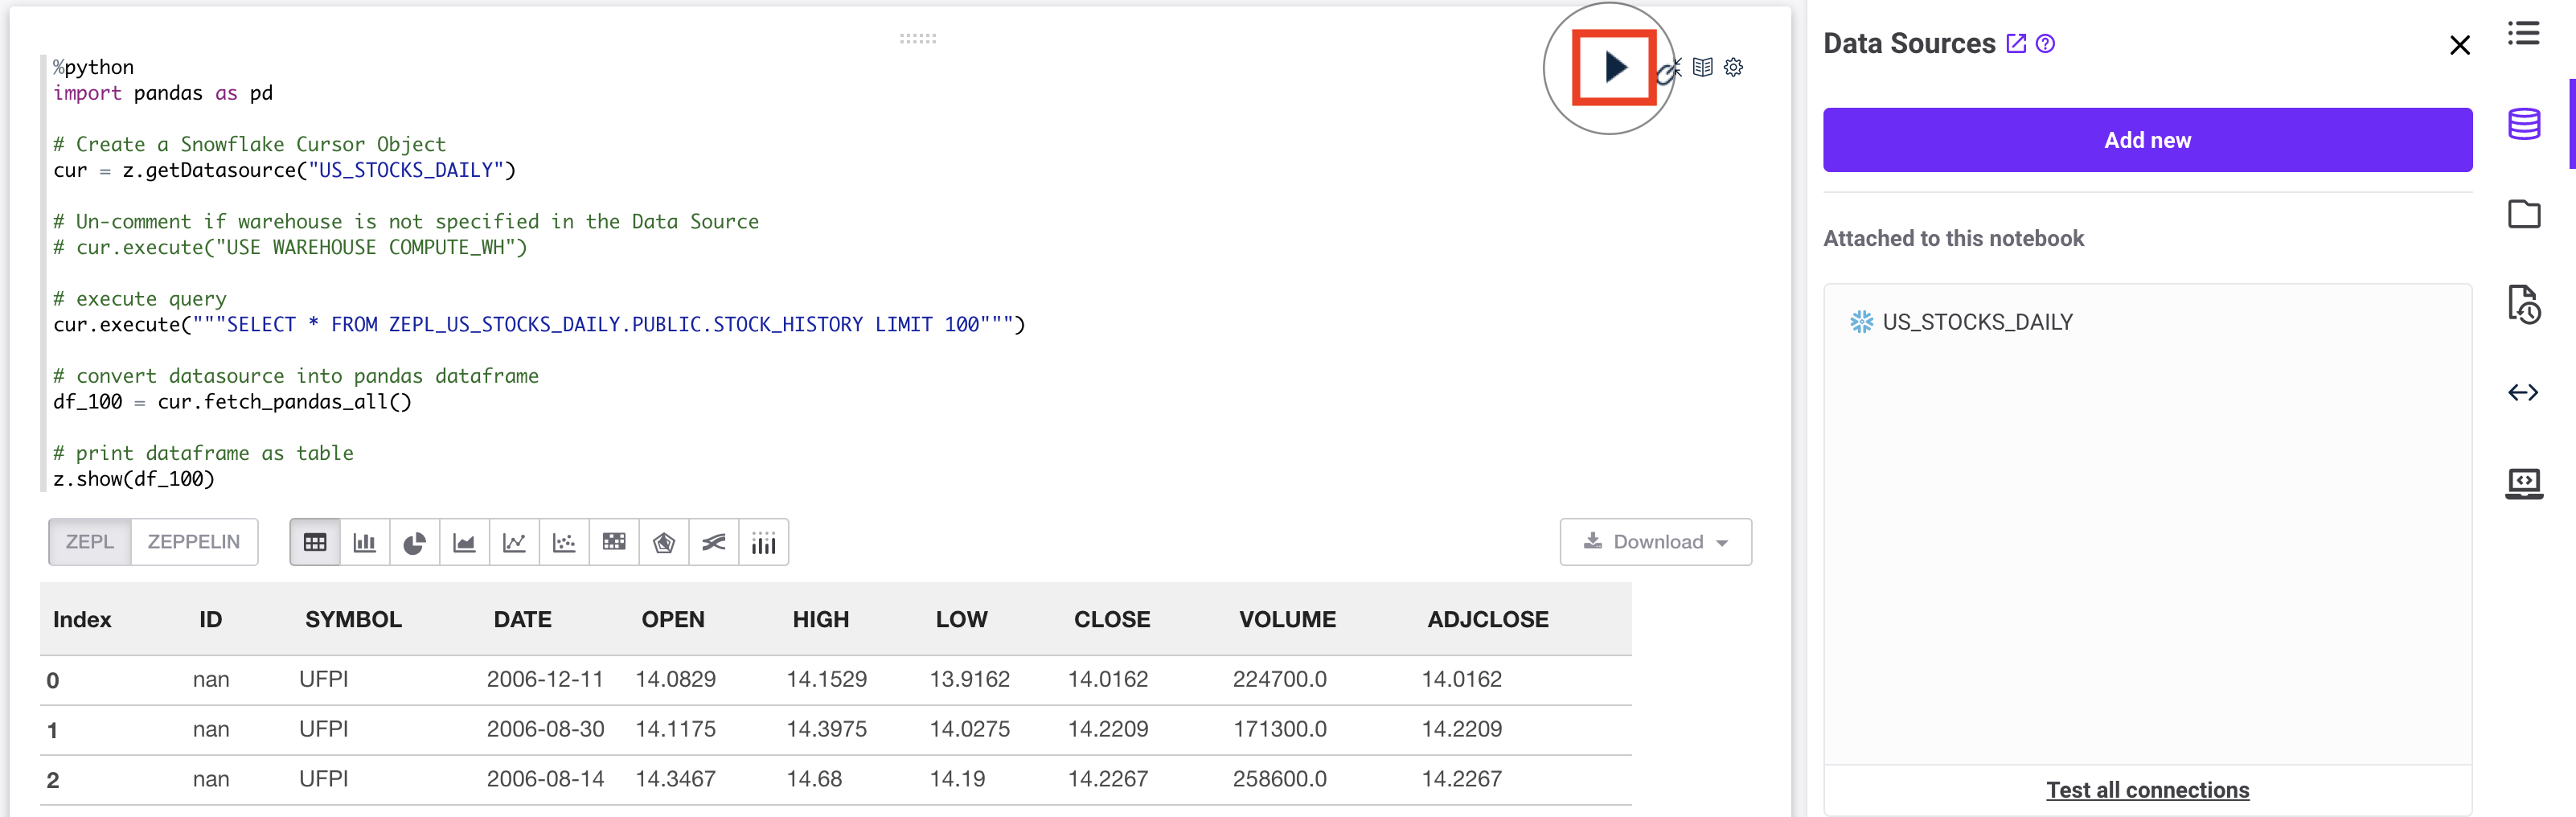 %python
import pandas as pd
# Create a Snowflake Cursor Object
cur = z.getDatasource("US_STOCKS_DAILY")
# Un-comment if warehouse is not specified in the Data Source
# cur.execute("USE WAREHOUSE COMPUTE_WH")
# execute query
cur.execute("""SELECT * FROM ZEPL_US_STOCKS_DAILY.PUBLIC.STOCK_HISTORY LIMIT 100""")
# convert datasource into pandas dataframe
df_100 = cur.fetch_pandas_all()
# print dataframe as table
z.show(df_100)
ZEPL ZEPPELIN Download
Index ID SYMBOL DATE OPEN HIGH LOW CLOSE VOLUME ADJCLOSE
0 nan UFPI 2006-12-11 14.0829 14.1529 13.9162 14.0162 224700.0 14.0162
1 nan UFPI 2006-08-30 14.1175 14.3975 14.0275 14.2209 171300.0 14.2209
2 nan UFPI 2006-08-14 14.3467 14.68 14.19 14.2267 258600.0 14.2267
Data Sources
Add new
Attached to this notebook
US_STOCKS_DAILY
Test all connections